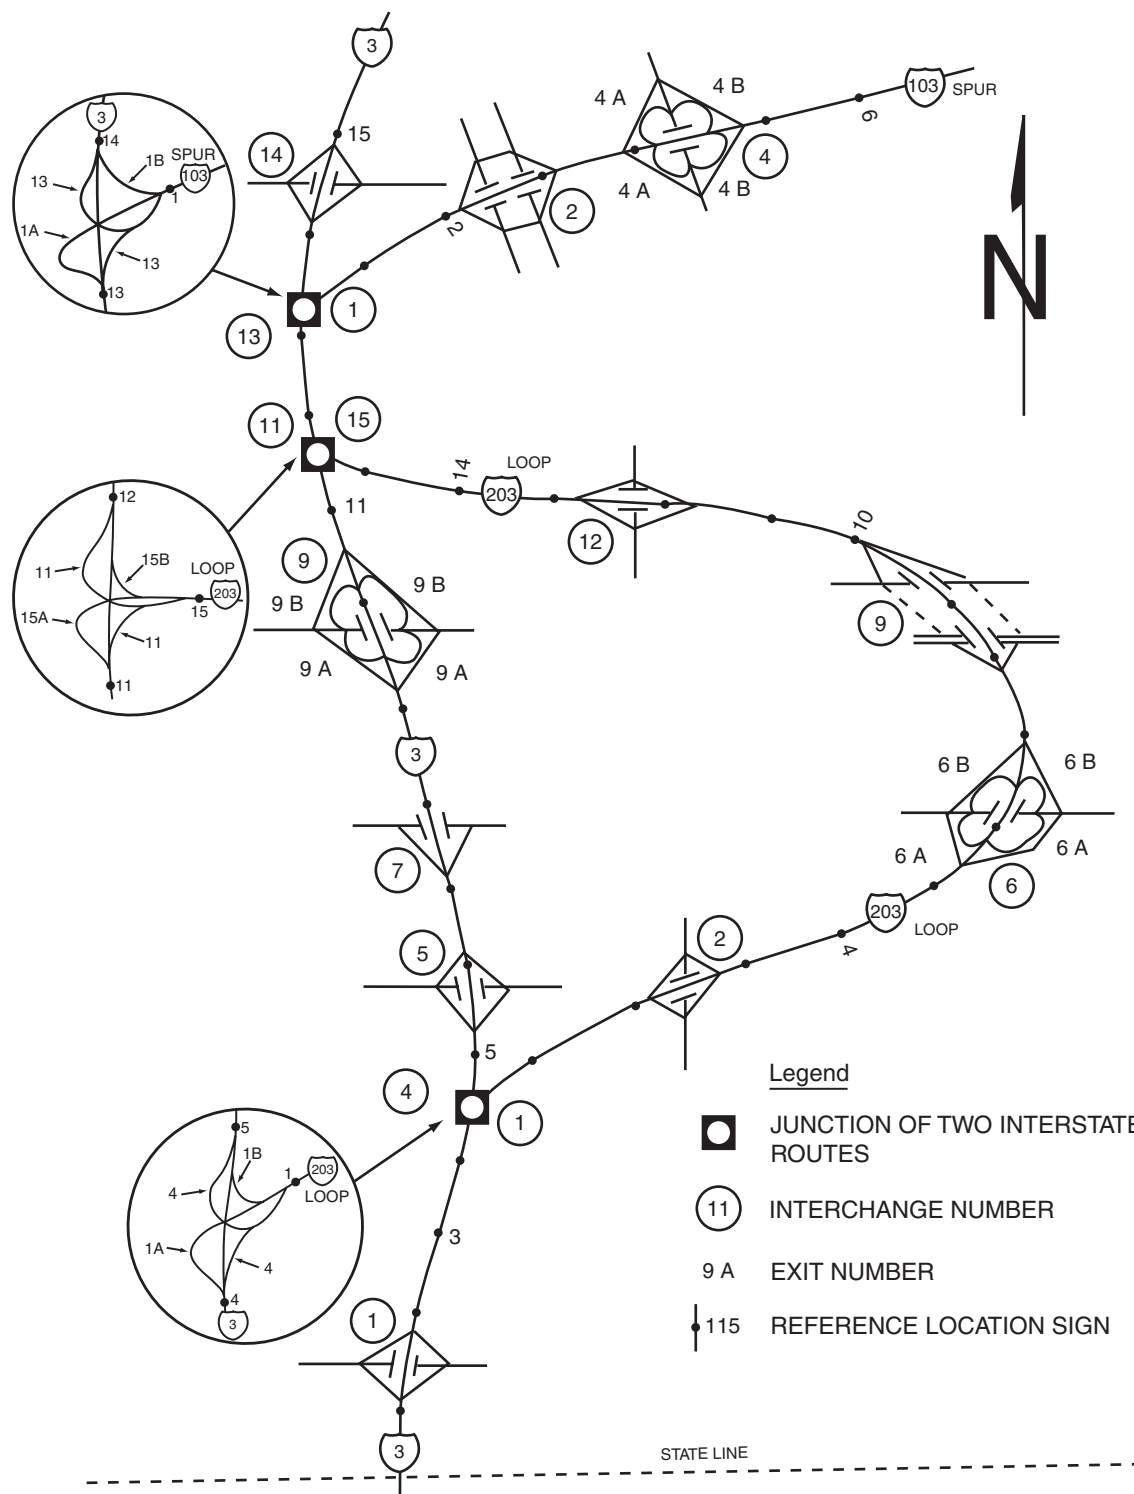 3
4 A
4 B
103
SPUR
6
15
14
4
4 A
4 B
2
2
3
14
1B
SPUR
103
13
1
1A
13
13
1
13
N
11
15
14
LOOP
203
12
10
11
9
9 B
9 B
9 A
9 A
9
12
11
15B
LOOP
203
15
15A
11
11
3
7
6 B
6 B
6 A
6 A
6
203
LOOP
4
2
5
5
4
1
5
1B
1
203
LOOP
4
1A
4
4
3
3
1
3
Legend
JUNCTION OF TWO INTERSTATE
ROUTES
11 INTERCHANGE NUMBER
9 A EXIT NUMBER
115 REFERENCE LOCATION SIGN
STATE LINE